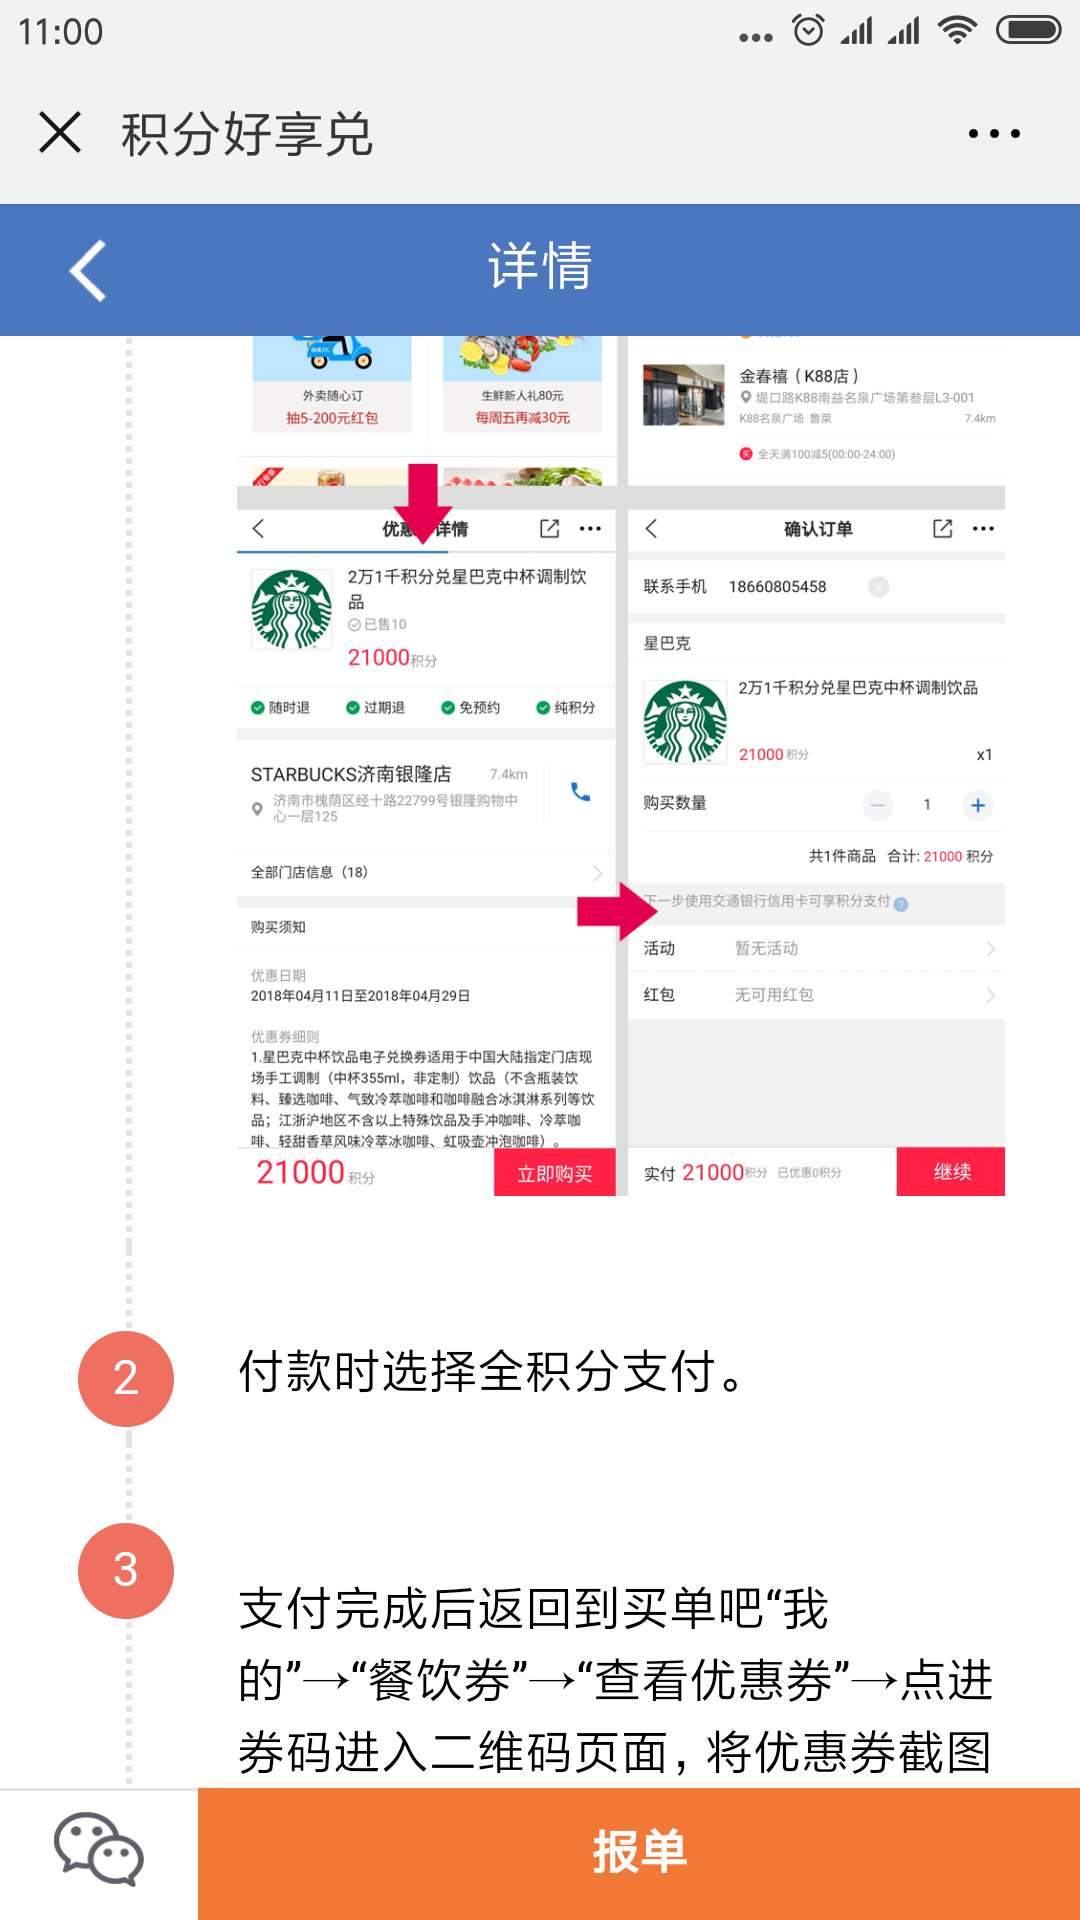 11:00
积分好享兑
详情
外卖随心订
抽5-200元红包
生鲜新人礼80元
每周五再减30元
金春禧（K88店）
堤口路K88南益名泉广场第叁层L3-001
K88名泉广场 鲁菜
7.4km
买 全天满100减5(00:00-24:00)
优惠 详情
2万1千积分兑星巴克中杯调制饮
品
已售10
21000积分
随时退
过期退
免预约
纯积分
STARBUCKS济南银隆店
7.4km
济南市槐荫区经十路22799号银隆购物中
心一层125
全部门店信息（18）
购买须知
优惠日期
2018年04月11日至2018年04月29日
优惠券细则
1.星巴克中杯饮品电子兑换券适用于中国大陆指定门店现
场手工调制（中杯355ml，非定制）饮品（不含瓶装饮
料、臻选咖啡、气致冷萃咖啡和咖啡融合冰淇淋系列等饮
品；江浙沪地区不含以上特殊饮品及手冲咖啡、冷萃咖
啡、轻甜香草风味冷萃冰咖啡、虹吸壶冲泡咖啡）。
21000积分
立即购买
确认订单
联系手机 18660805458
星巴克
2万1千积分兑星巴克中杯调制饮品
21000积分
x1
购买数量
1
共1件商品 合计: 21000 积分
下一步使用交通银行信用卡可享积分支付
活动 暂无活动
红包 无可用红包
实付 21000积分 已优惠0积分
继续
2
付款时选择全积分支付。
3
支付完成后返回到买单吧“我
的”→“餐饮券”→“查看优惠券”→点进
券码进入二维码页面，将优惠券截图
报单